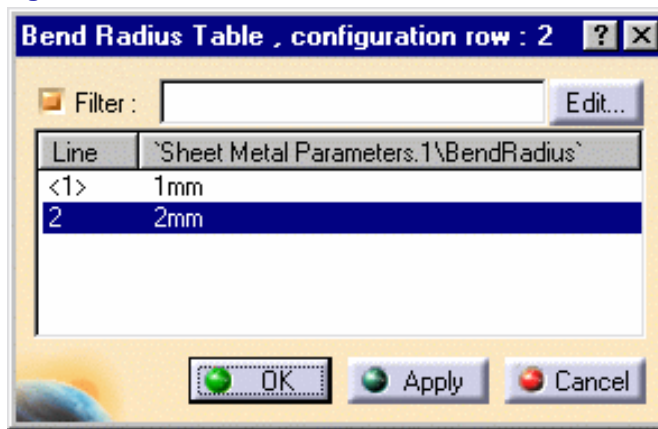 Bend Radius Table , configuration row : 2 ? X
Filter : Edit...
Line `Sheet Metal Parameters.1\BendRadius`
<1> 1mm
2 2mm
OK Apply Cancel